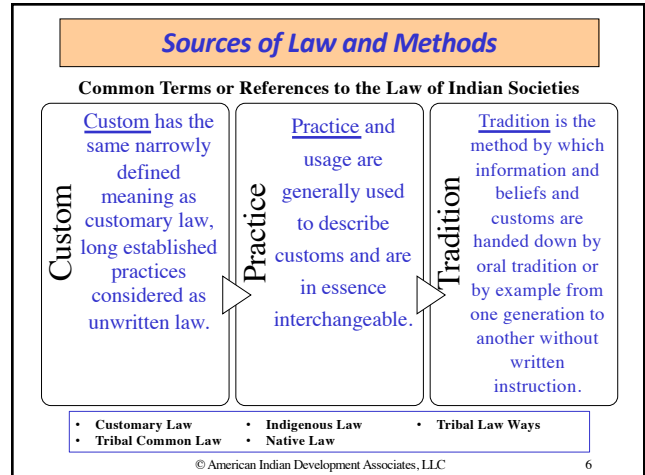 Sources of Law and Methods
Common Terms or References to the Law of Indian Societies
Custom
Custom has the
same narrowly
defined
meaning as
customary law,
long established
practices
considered as
unwritten law.
Practice
Practice and
usage are
generally used
to describe
customs and are
in essence
interchangeable.
Tradition
Tradition is the
method by which
information and
beliefs and
customs are
handed down by
oral tradition or
by example from
one generation to
another without
written
instruction.
• Customary Law • Indigenous Law • Tribal Law Ways
• Tribal Common Law • Native Law
© American Indian Development Associates, LLC 6